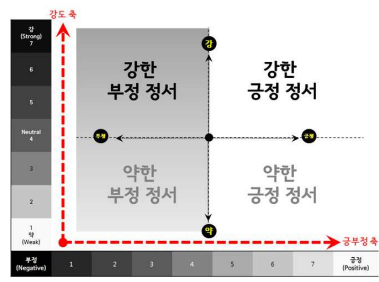 강도 축
강
(Strong)
7
6
5
Neutral
4
3
2
1
약
(Weak)
강
강한
부정 정서
강한
긍정 정서
부정
긍정
약한
부정 정서
약한
긍정 정서
약
긍부정 축
부정
(Negative)
1
2
3
4
5
6
7
긍정
(Positive)